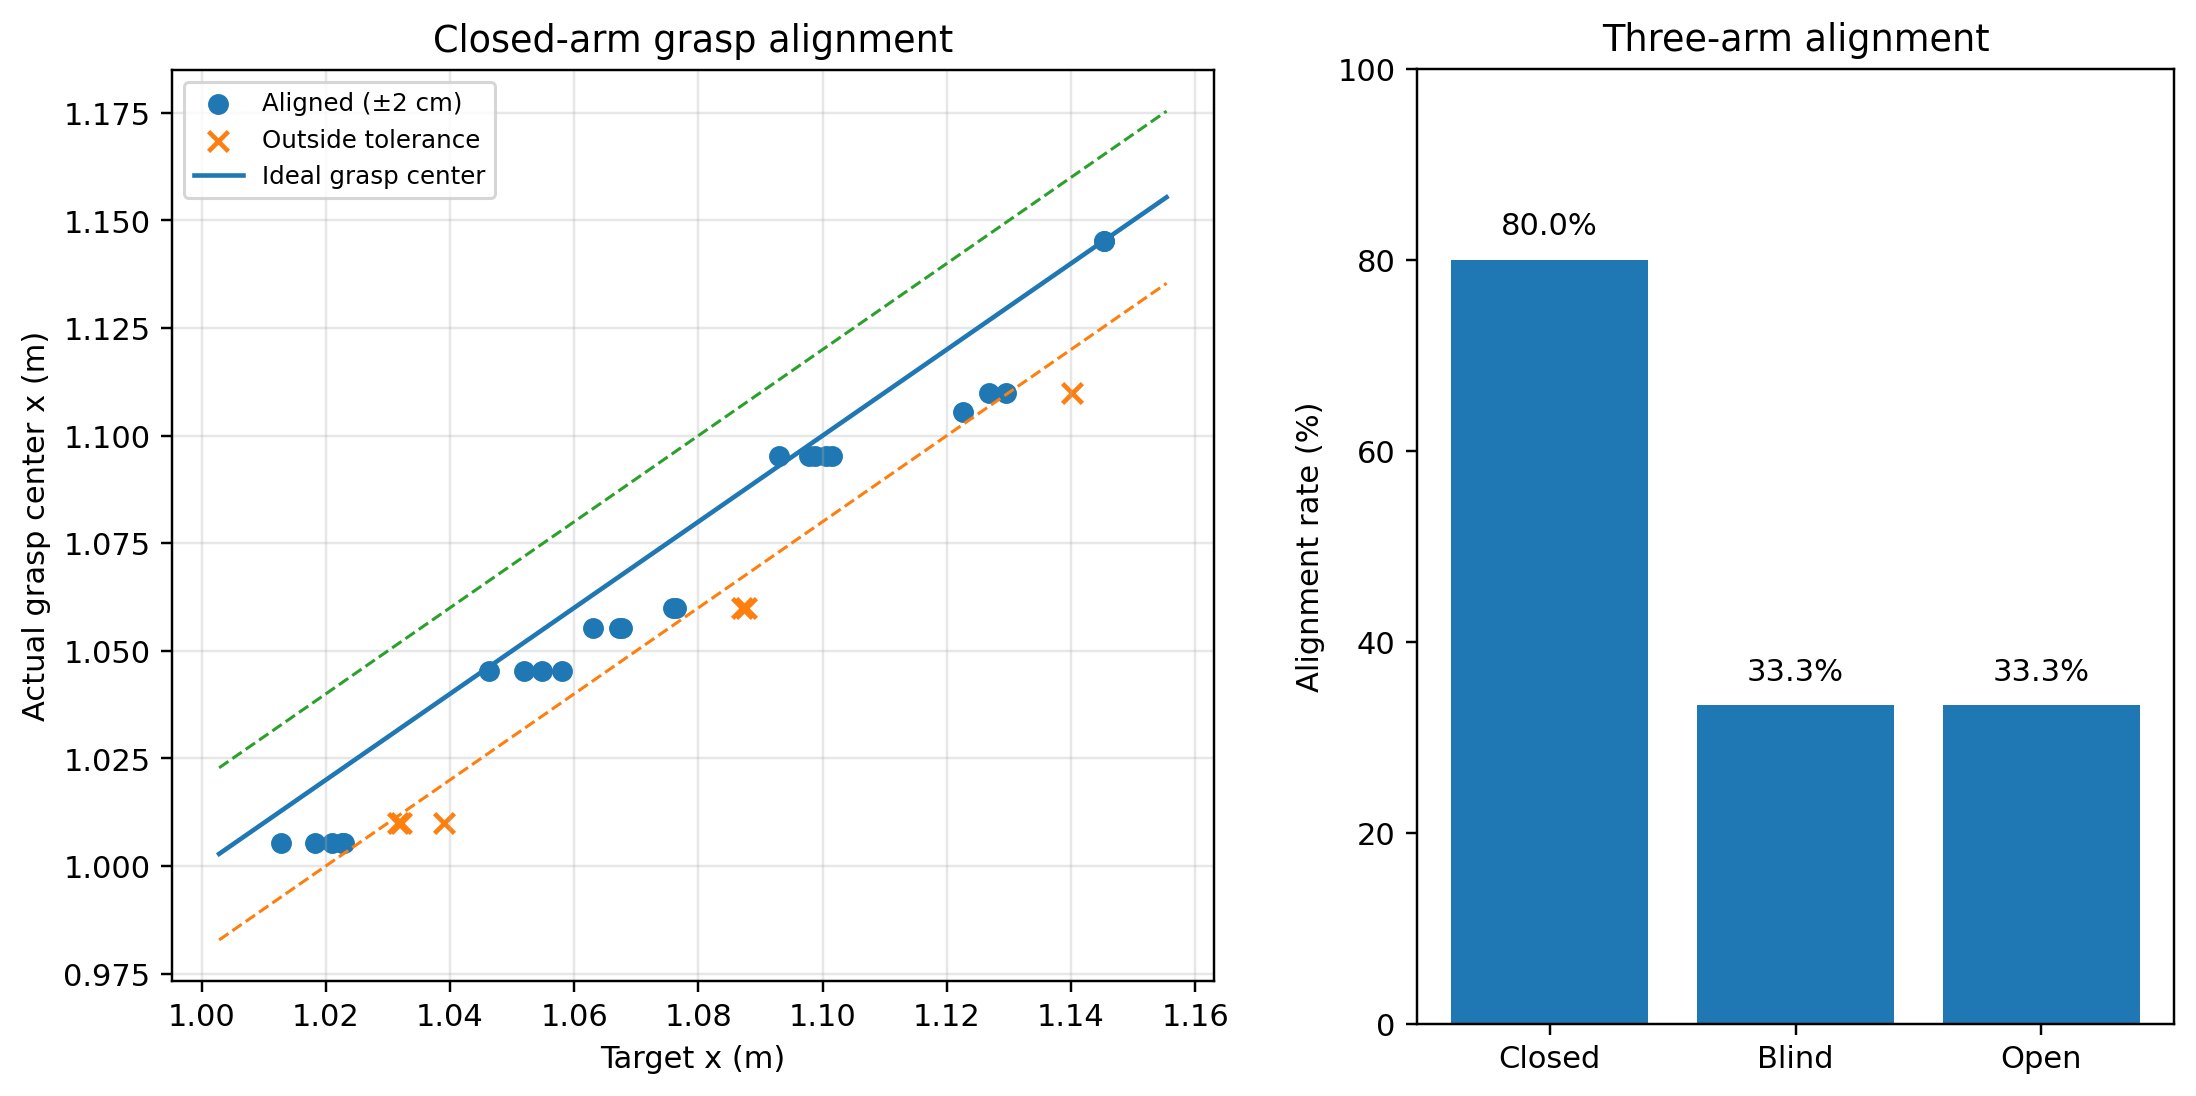 Closed-arm grasp alignment
Aligned (±2 cm)
Outside tolerance
Ideal grasp center
1.175
1.150
1.125
1.100
1.075
1.050
1.025
1.000
0.975
Actual grasp center x (m)
1.00 1.02 1.04 1.06 1.08 1.10 1.12 1.14 1.16
Target x (m)
Three-arm alignment
100
80
60
40
20
0
Alignment rate (%)
80.0%
33.3% 33.3%
Closed Blind Open